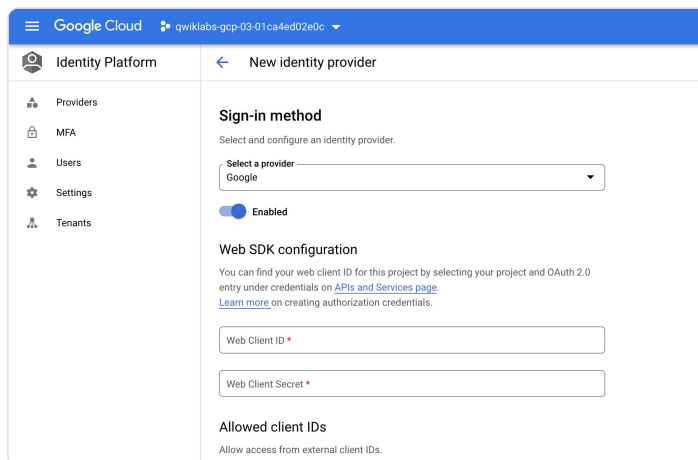 Google Cloud qwiklabs-gcp-03-01ca4ed02e0c
Identity Platform
New identity provider
Providers
MFA
Users
Settings
Tenants
Sign-in method
Select and configure an identity provider.
Select a provider
Google
Enabled
Web SDK configuration
You can find your web client ID for this project by selecting your project and OAuth 2.0
entry under credentials on APIs and Services page.
Learn more on creating authorization credentials.
Web Client ID *
Web Client Secret *
Allowed client IDs
Allow access from external client IDs.